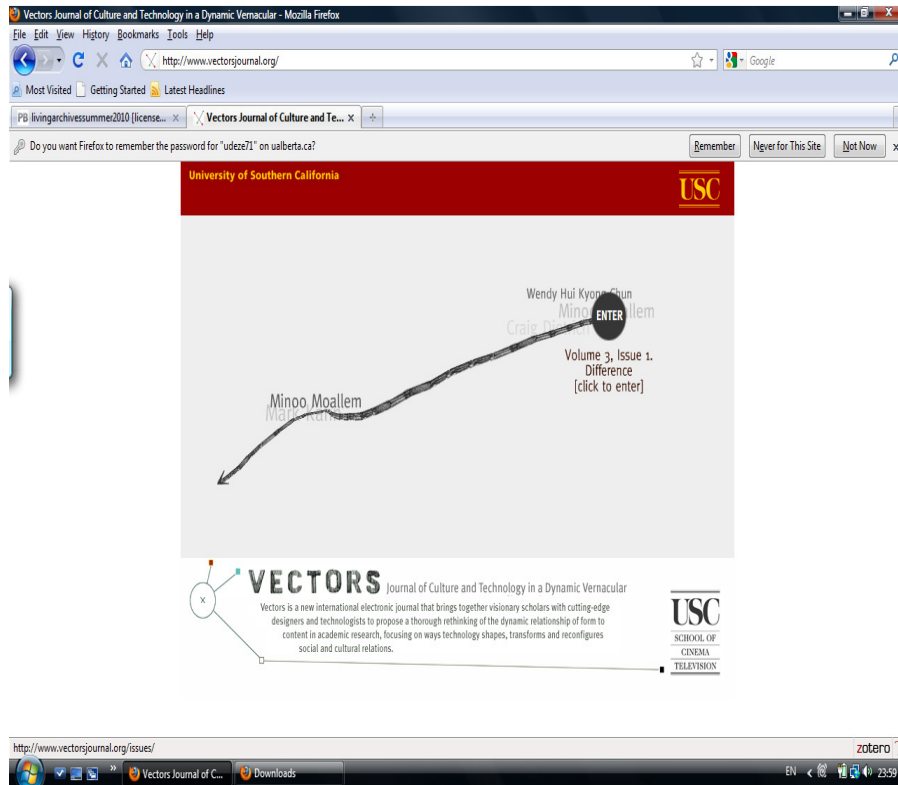 Vectors Journal of Culture and Technology in a Dynamic Vernacular - Mozilla Firefox
File Edit View History Bookmarks Tools Help
http://www.vectorsjournal.org/
Google
Most Visited Getting Started Latest Headlines
PB livingarchivessummer2010 [license... x Vectors Journal of Culture and Te... x
Do you want Firefox to remember the password for "udeze71" on ualberta.ca? Remember Never for This Site Not Now x
University of Southern California
USC
Wendy Hui Kyong Chun
ENTER
Volume 3, Issue 1.
Difference
[click to enter]
Minoo Moallem
VECTORS Journal of Culture and Technology in a Dynamic Vernacular
Vectors is a new international electronic journal that brings together visionary scholars with cutting-edge
designers and technologists to propose a thorough rethinking of the dynamic relationship of form to
content in academic research, focusing on ways technology shapes, transforms and reconfigures
social and cultural relations.
x
USC
SCHOOL OF
CINEMA
TELEVISION
http://www.vectorsjournal.org/issues/
zotero
Vectors Journal of C... Downloads EN 23:59